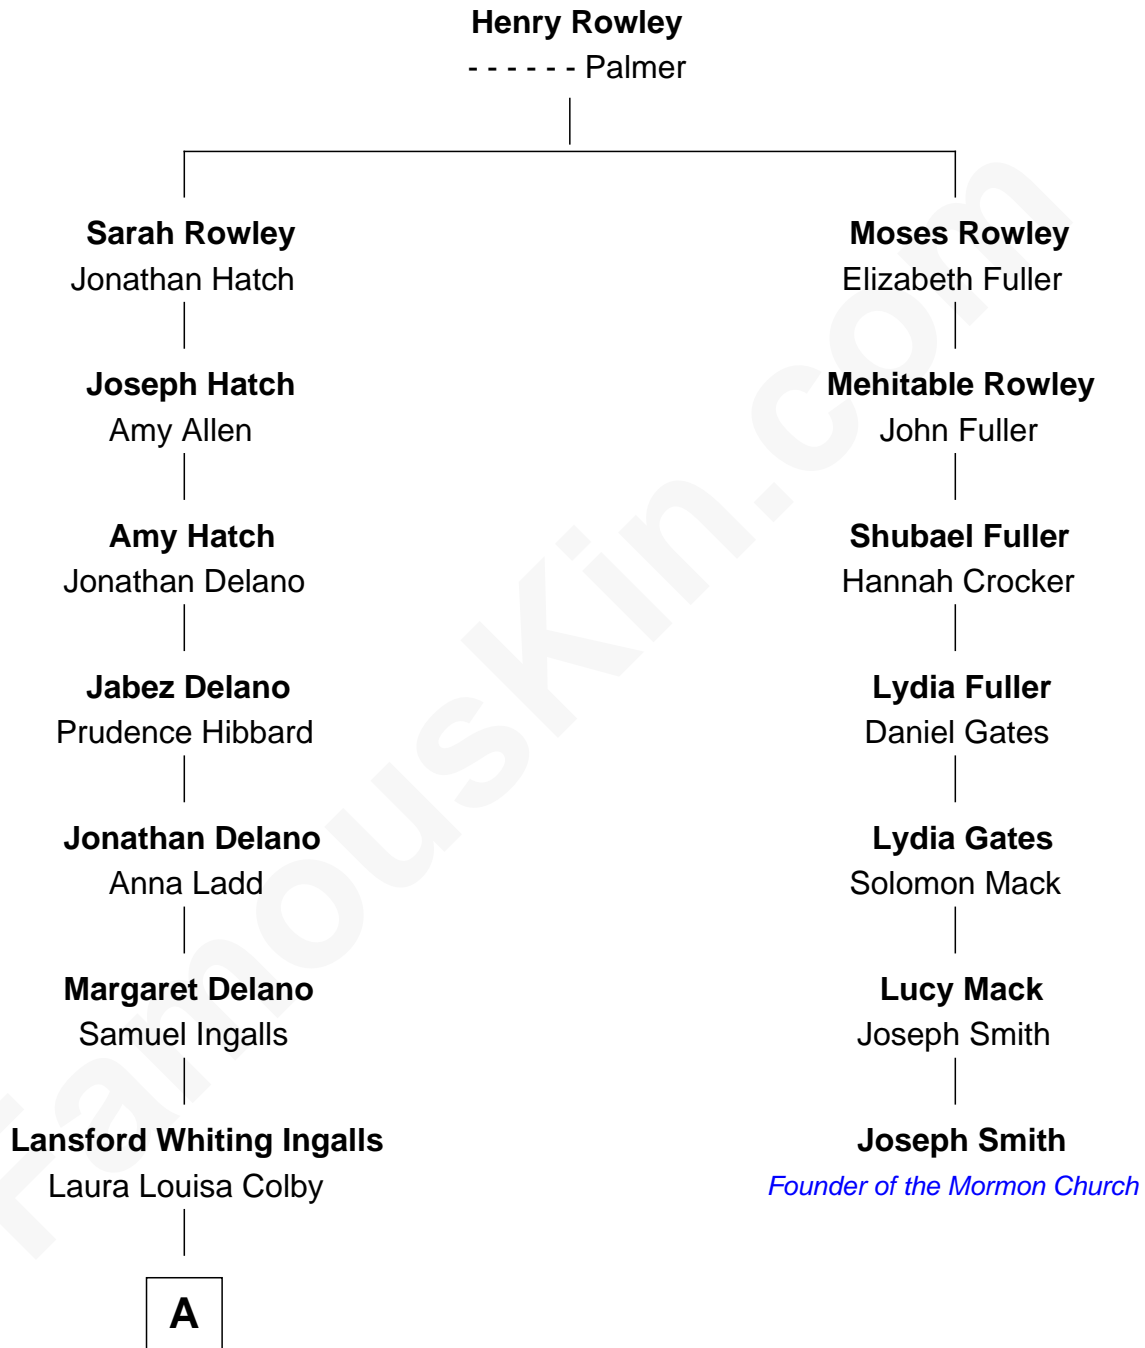 Henry Rowley
- - - - - - Palmer
Sarah Rowley
Jonathan Hatch
Moses Rowley
Elizabeth Fuller
Joseph Hatch
Amy Allen
Mehitable Rowley
John Fuller
Amy Hatch
Jonathan Delano
Shubael Fuller
Hannah Crocker
Jabez Delano
Prudence Hibbard
Lydia Fuller
Daniel Gates
Jonathan Delano
Anna Ladd
Lydia Gates
Solomon Mack
Margaret Delano
Samuel Ingalls
Lucy Mack
Joseph Smith
Lansford Whiting Ingalls
Laura Louisa Colby
Joseph Smith
Founder of the Mormon Church
A
FamousKin.com